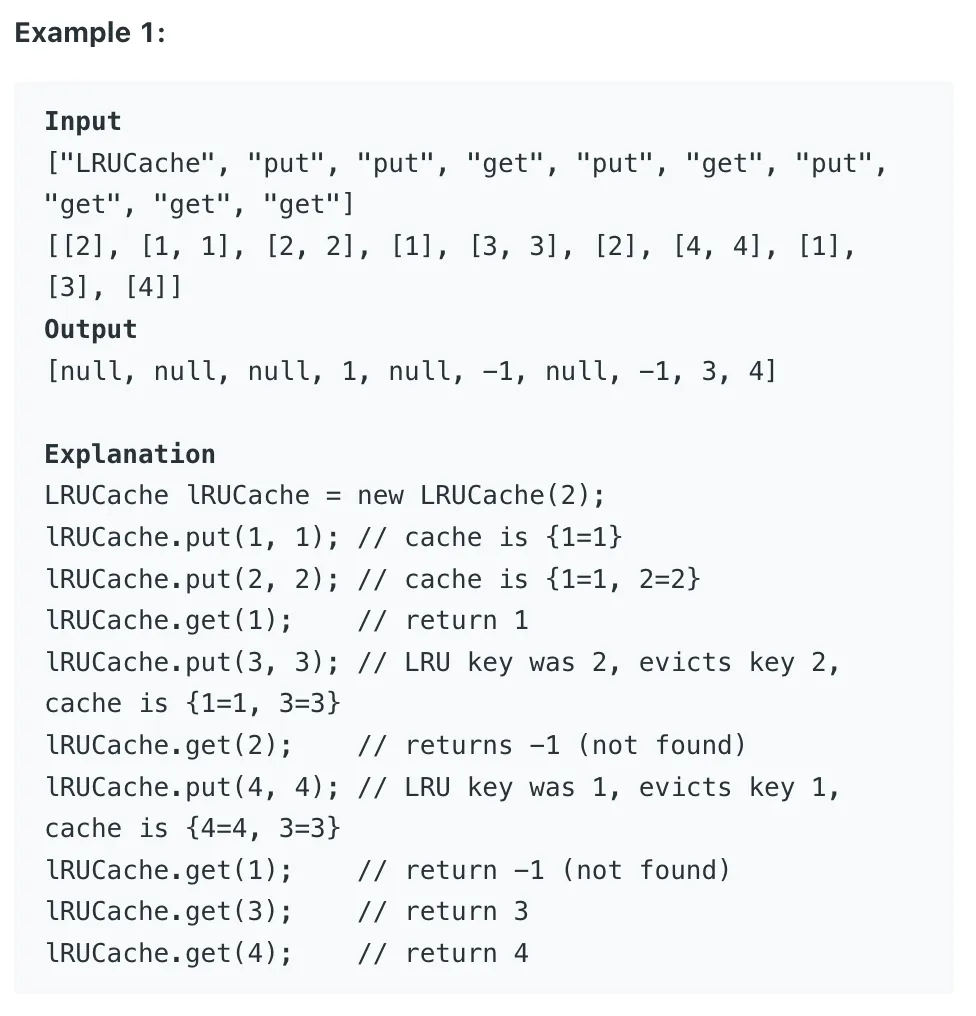 Example 1:
Input
["LRUCache", "put", "put", "get", "put", "get", "put",
"get", "get", "get"]
[[2], [1, 1], [2, 2], [1], [3, 3], [2], [4, 4], [1],
[3], [4]]
Output
[null, null, null, 1, null, -1, null, -1, 3, 4]
Explanation
LRUCache lRUCache = new LRUCache(2);
lRUCache.put(1, 1); // cache is {1=1}
lRUCache.put(2, 2); // cache is {1=1, 2=2}
lRUCache.get(1);    // return 1
lRUCache.put(3, 3); // LRU key was 2, evicts key 2,
cache is {1=1, 3=3}
lRUCache.get(2);    // returns -1 (not found)
lRUCache.put(4, 4); // LRU key was 1, evicts key 1,
cache is {4=4, 3=3}
lRUCache.get(1);    // return -1 (not found)
lRUCache.get(3);    // return 3
lRUCache.get(4);    // return 4